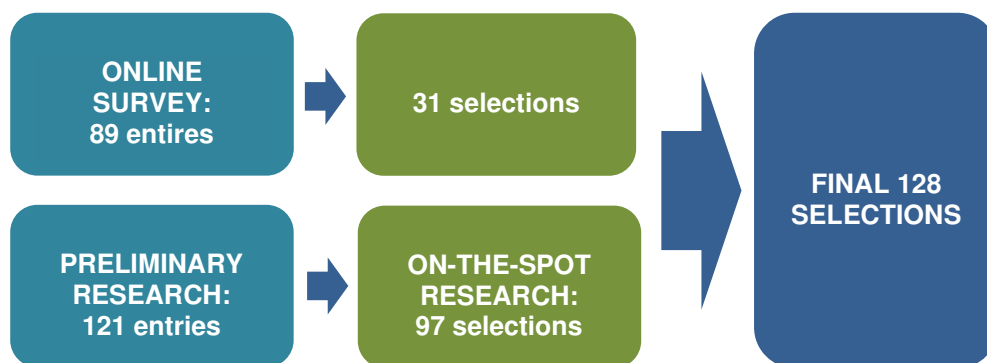 ONLINE
SURVEY:
89 entires
31 selections
PRELIMINARY
RESEARCH:
121 entries
ON-THE-SPOT
RESEARCH:
97 selections
FINAL 128
SELECTIONS